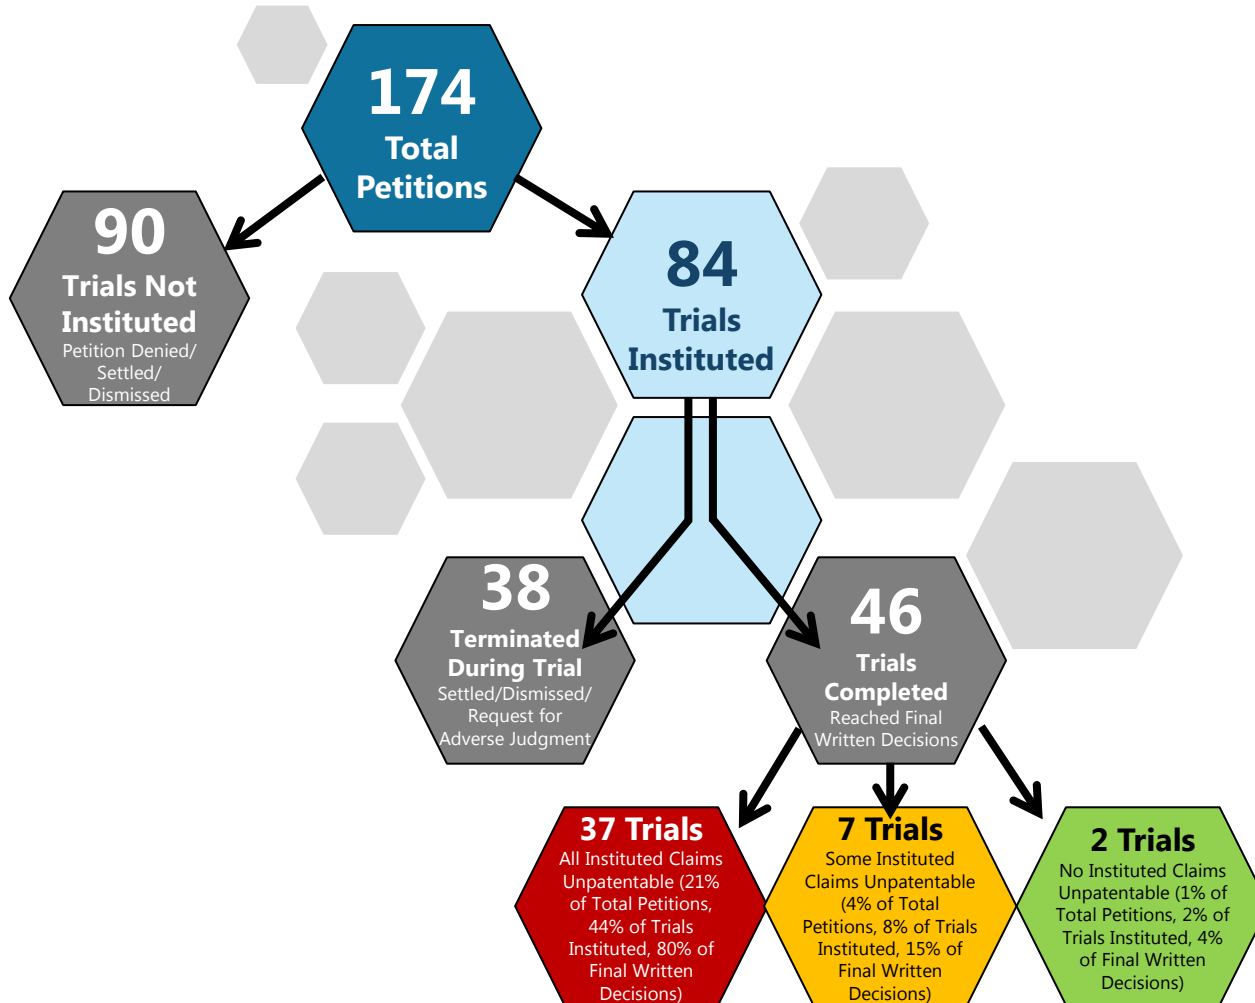 174
Total
Petitions
90
Trials Not
Instituted
Petition Denied/
Settled/
Dismissed
84
Trials
Instituted
38
Terminated
During Trial
Settled/Dismissed/
Request for
Adverse Judgment
46
Trials
Completed
Reached Final
Written Decisions
37 Trials
All Instituted Claims
Unpatentable (21%
of Total Petitions,
44% of Trials
Instituted, 80% of
Final Written
Decisions)
7 Trials
Some Instituted
Claims Unpatentable
(4% of Total
Petitions, 8% of Trials
Instituted, 15% of
Final Written
Decisions)
2 Trials
No Instituted Claims
Unpatentable (1% of
Total Petitions, 2% of
Trials Instituted, 4%
of Final Written
Decisions)